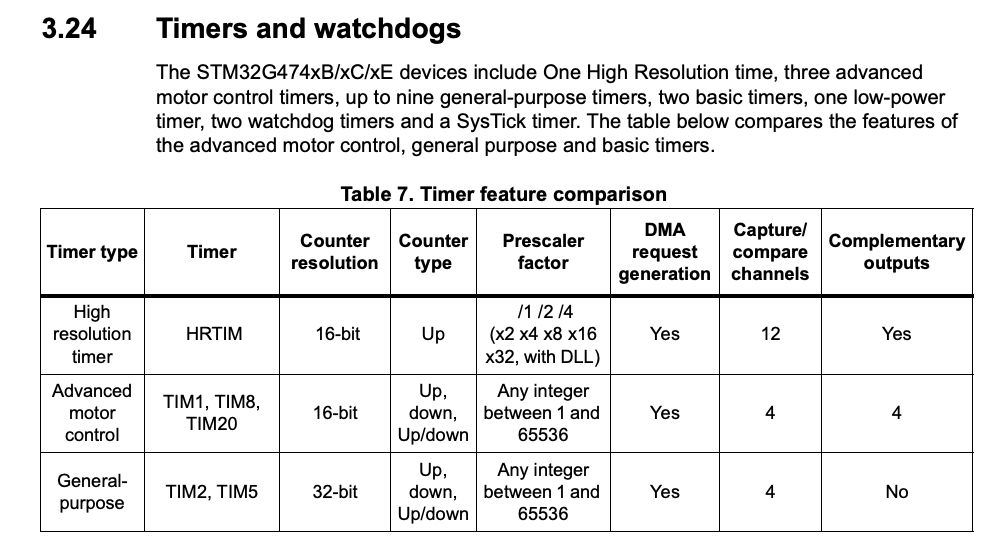 3.24 Timers and watchdogs
The STM32G474xB/xC/xE devices include One High Resolution time, three advanced
motor control timers, up to nine general-purpose timers, two basic timers, one low-power
timer, two watchdog timers and a SysTick timer. The table below compares the features of
the advanced motor control, general purpose and basic timers.
Table 7. Timer feature comparison
Timer type
Timer
Counter
resolution
Counter
type
Prescaler
factor
DMA
request
generation
Capture/
compare
channels
Complementary
outputs
High
resolution
timer
HRTIM
16-bit
Up
/1 /2 /4
(x2 x4 x8 x16
x32, with DLL)
Yes
12
Yes
Advanced
motor
control
TIM1, TIM8,
TIM20
16-bit
Up,
down,
Up/down
Any integer
between 1 and
65536
Yes
4
4
General-
purpose
TIM2, TIM5
32-bit
Up,
down,
Up/down
Any integer
between 1 and
65536
Yes
4
No